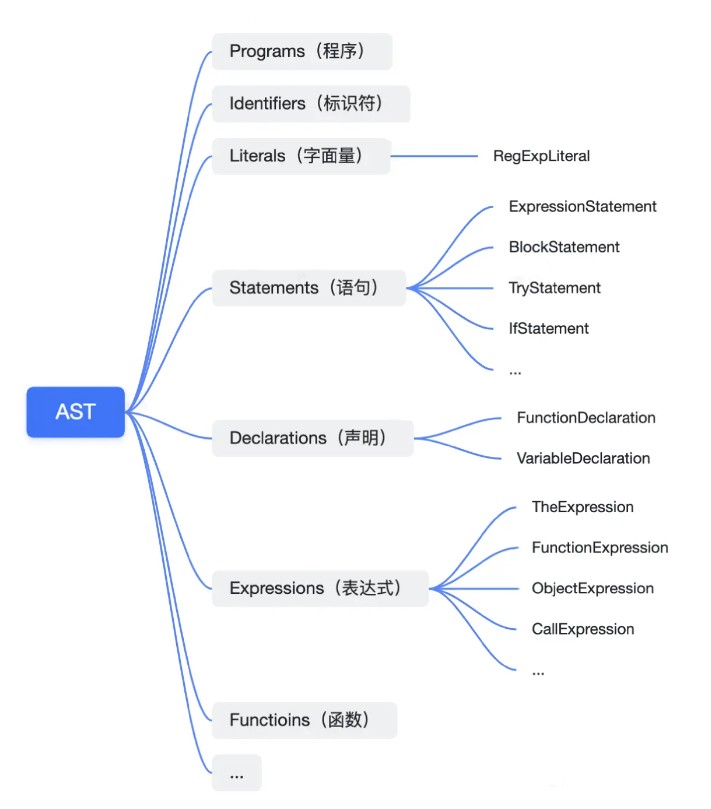 Programs（程序）
Identifiers（标识符）
Literals（字面量）
RegExpLiteral
ExpressionStatement
BlockStatement
TryStatement
Statements（语句）
IfStatement
...
AST
Declarations（声明）
FunctionDeclaration
VariableDeclaration
TheExpression
FunctionExpression
Expressions（表达式）
ObjectExpression
CallExpression
...
Functioins（函数）
...